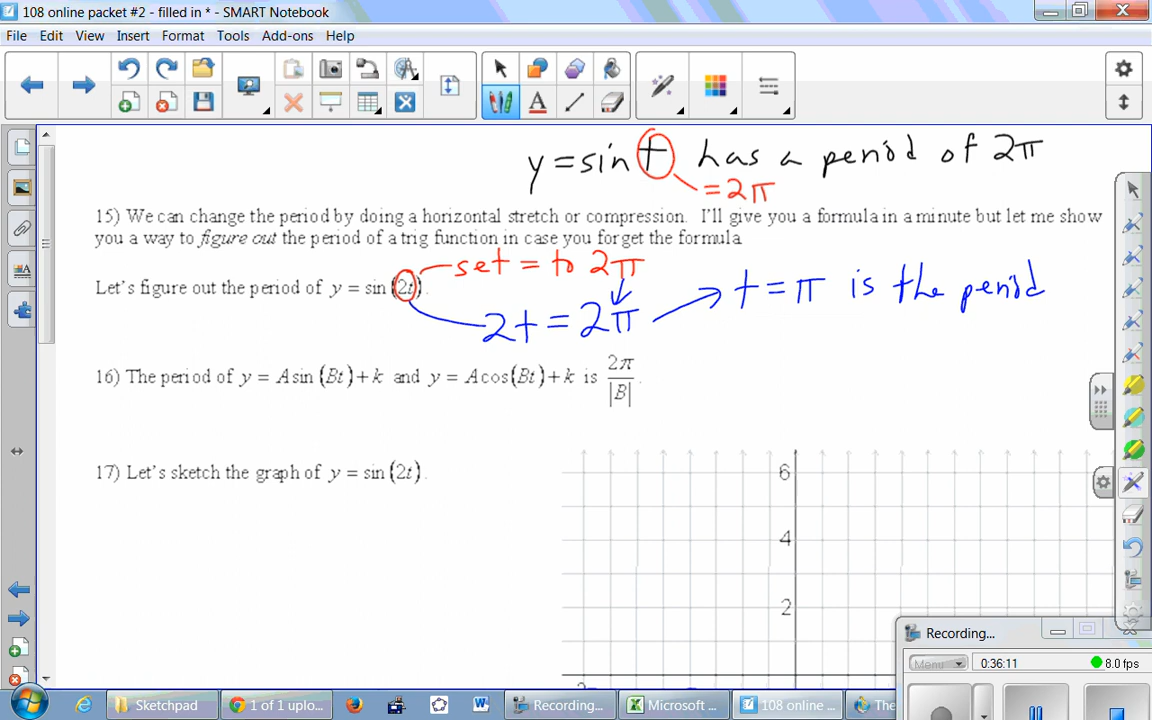 108 online packet #2 - filled in * - SMART Notebook
File Edit View Insert Format Tools Add-ons Help
y = sin t has a period of 2π
= 2π
15) We can change the period by doing a horizontal stretch or compression. I'll give you a formula in a minute but let me show
you a way to figure out the period of a trig function in case you forget the formula.
set = to 2π
Let's figure out the period of y = sin (2t).
2t = 2π
t = π is the period
16) The period of y = A sin (Bt) + k and y = A cos (Bt) + k is 2π/|B|.
17) Let's sketch the graph of y = sin (2t).
6
4
2
Recording...
Menu 0:36:11 8.0 fps
Sketchpad 1 of 1 uplo... Recording... Microsoft ... 108 online ... The